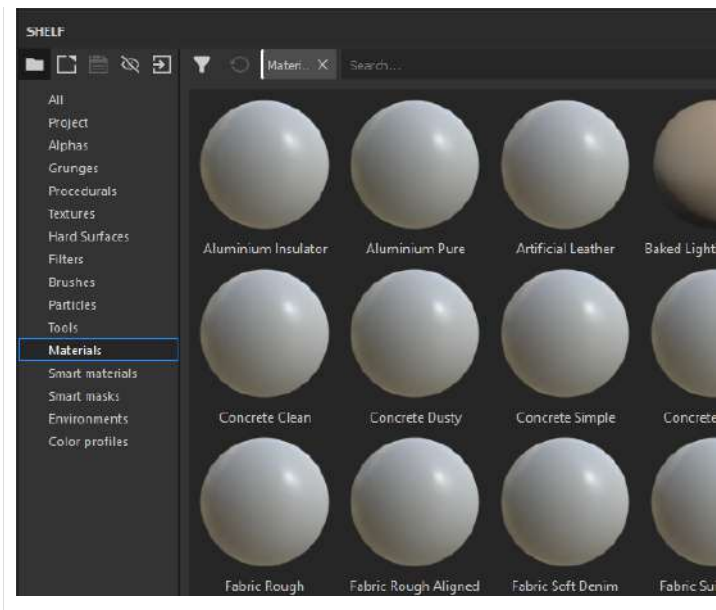 SHELF
Materi... X
Search...
All
Project
Alphas
Grunges
Procedurals
Textures
Hard Surfaces
Filters
Brushes
Particles
Tools
Materials
Smart materials
Smart masks
Environments
Color profiles
Aluminium Insulator
Aluminium Pure
Artificial Leather
Baked Light
Concrete Clean
Concrete Dusty
Concrete Simple
Concrete
Fabric Rough
Fabric Rough Aligned
Fabric Soft Denim
Fabric Su